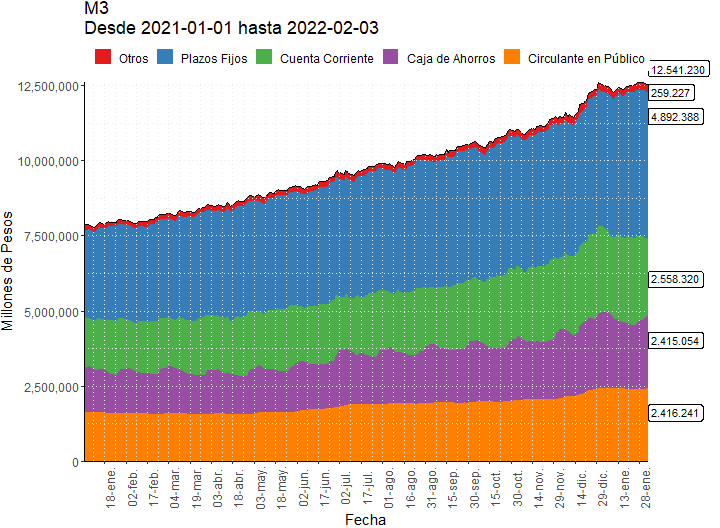 M3
Desde 2021-01-01 hasta 2022-02-03
Otros Plazos Fijos Cuenta Corriente Caja de Ahorros Circulante en Público
12.541.230
12,500,000
259.227
4.892.388
10,000,000
7,500,000
2.558.320
5,000,000
2.415.054
2,500,000
2.416.241
0
Millones de Pesos
18-ene. 02-feb. 17-feb. 04-mar. 19-mar. 03-abr. 18-abr. 03-may. 18-may. 02-jun. 17-jun. 02-jul. 17-jul. 01-ago. 16-ago. 31-ago. 15-sep. 30-sep. 15-oct. 30-oct. 14-nov. 29-nov. 14-dic. 29-dic. 13-ene. 28-ene.
Fecha